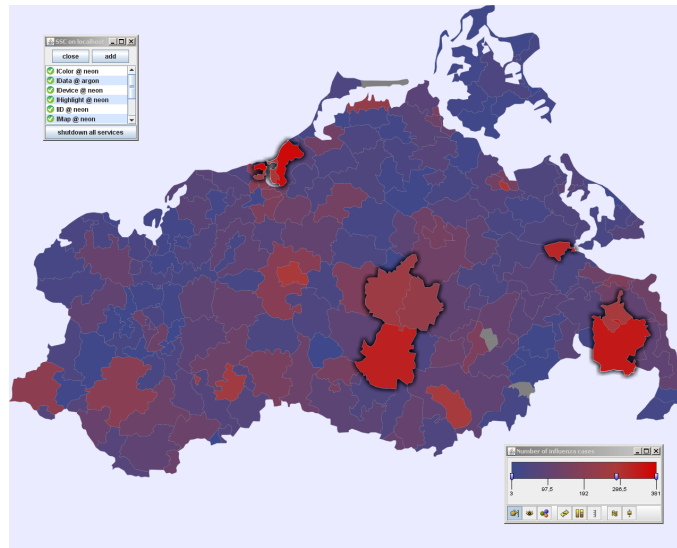 SSC on localhost
close add
IColor @ neon
IData @ argon
IDevice @ neon
IHighlight @ neon
IID @ neon
IMap @ neon
shutdown all services
Number of influenza cases
3 97,5 192 286,5 381